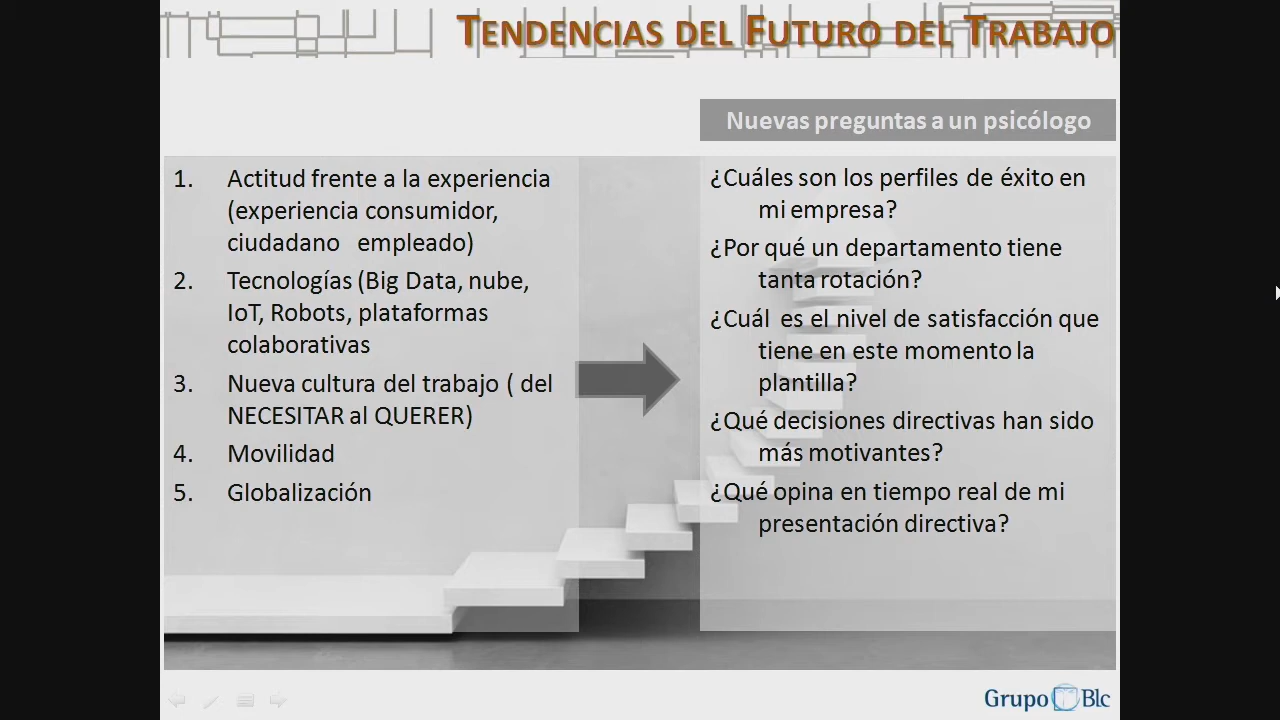 TENDENCIAS DEL FUTURO DEL TRABAJO
Nuevas preguntas a un psicólogo
1. Actitud frente a la experiencia
(experiencia consumidor,
ciudadano empleado)
2. Tecnologías (Big Data, nube,
IoT, Robots, plataformas
colaborativas
3. Nueva cultura del trabajo ( del
NECESITAR al QUERER)
4. Movilidad
5. Globalización
¿Cuáles son los perfiles de éxito en
mi empresa?
¿Por qué un departamento tiene
tanta rotación?
¿Cuál es el nivel de satisfacción que
tiene en este momento la
plantilla?
¿Qué decisiones directivas han sido
más motivantes?
¿Qué opina en tiempo real de mi
presentación directiva?
Grupo Blc